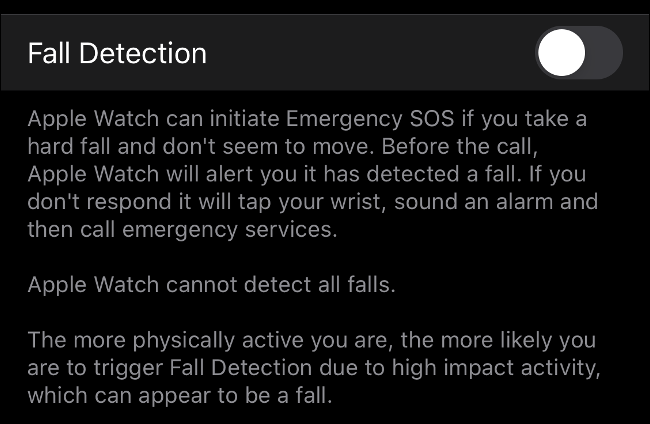 Fall Detection
Apple Watch can initiate Emergency SOS if you take a
hard fall and don't seem to move. Before the call,
Apple Watch will alert you it has detected a fall. If you
don't respond it will tap your wrist, sound an alarm and
then call emergency services.
Apple Watch cannot detect all falls.
The more physically active you are, the more likely you
are to trigger Fall Detection due to high impact activity,
which can appear to be a fall.